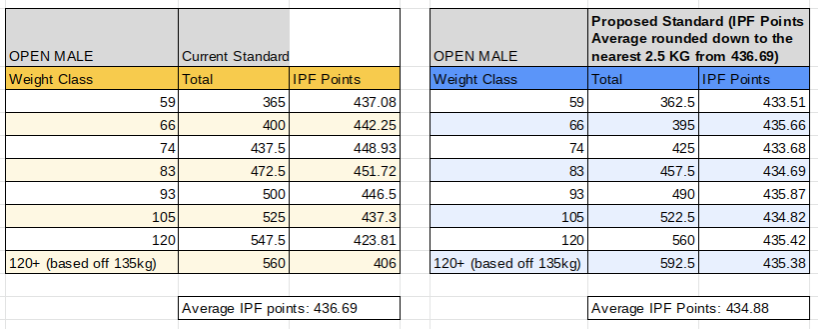 OPEN MALE Current Standard
Weight Class Total IPF Points
59 365 437.08
66 400 442.25
74 437.5 448.93
83 472.5 451.72
93 500 446.5
105 525 437.3
120 547.5 423.81
120+ (based off 135kg) 560 406
Average IPF points: 436.69
Proposed Standard (IPF Points
Average rounded down to the
OPEN MALE nearest 2.5 KG from 436.69)
Weight Class Total IPF Points
59 362.5 433.51
66 395 435.66
74 425 433.68
83 457.5 434.69
93 490 435.87
105 522.5 434.82
120 560 435.42
120+ (based off 135kg) 592.5 435.38
Average IPF Points: 434.88